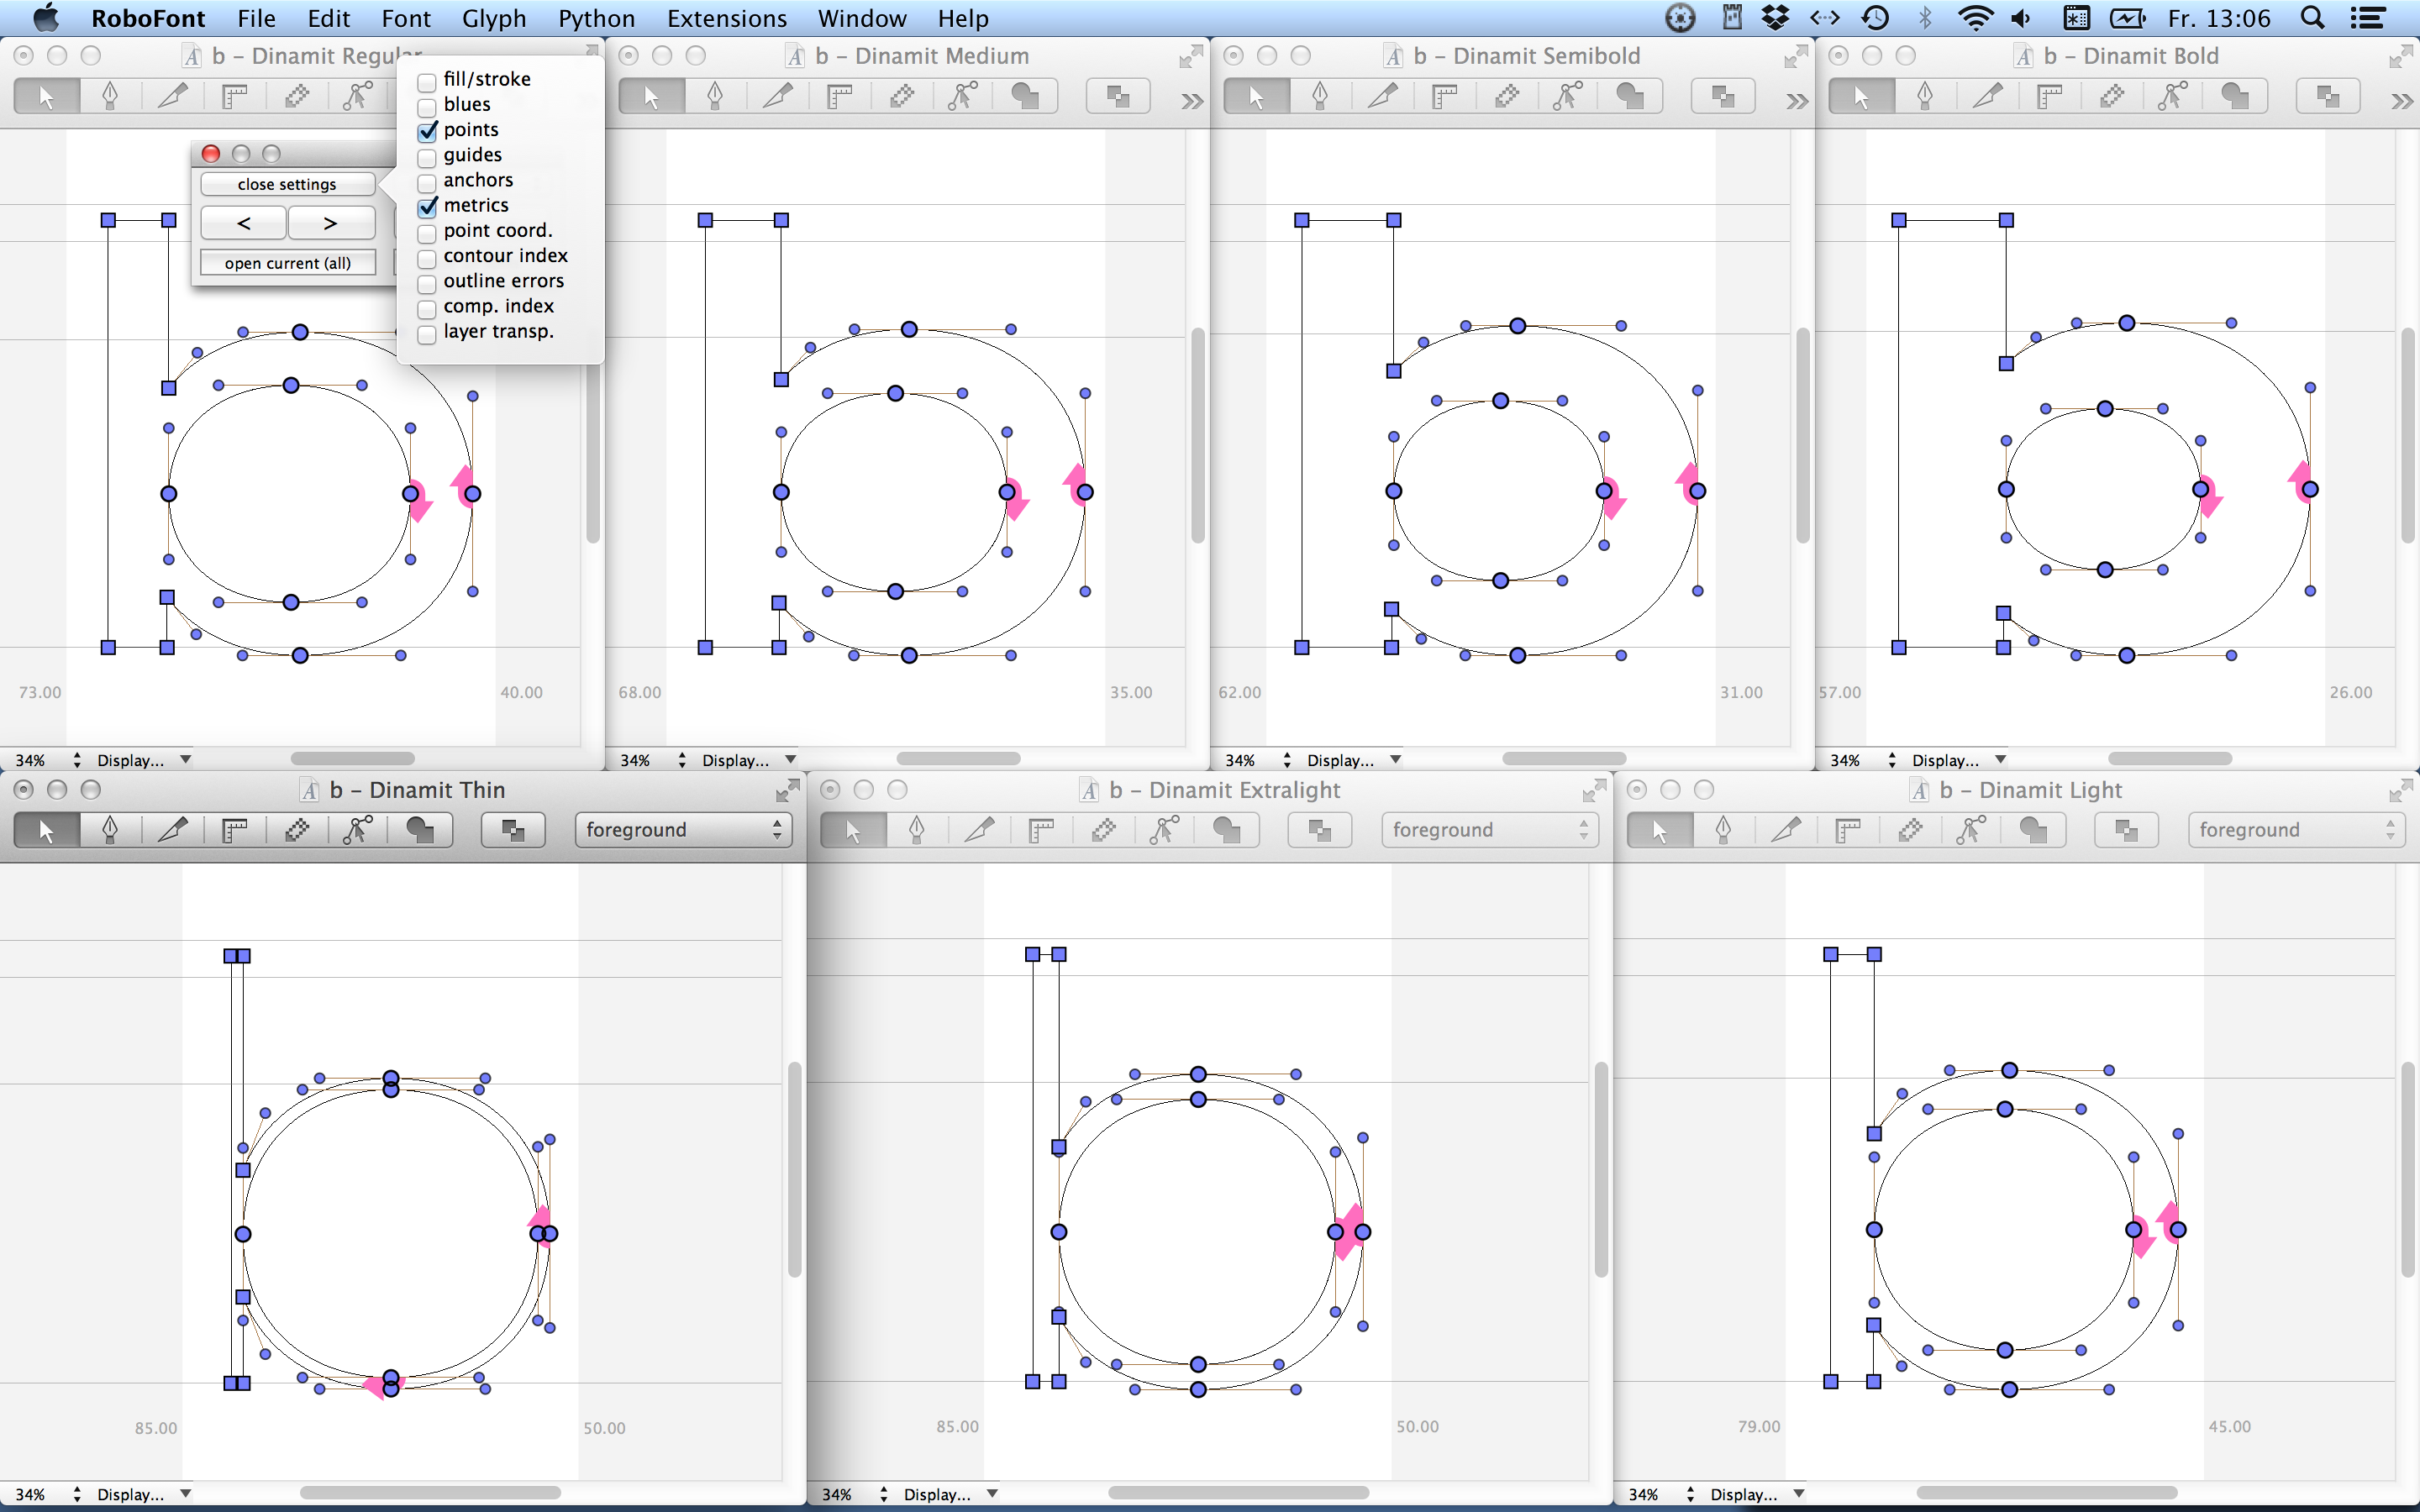 RoboFont File Edit Font Glyph Python Extensions Window Help Fr. 13:06
b – Dinamit Regular
b – Dinamit Medium
b – Dinamit Semibold
b – Dinamit Bold
fill/stroke
blues
points
guides
anchors
metrics
point coord.
contour index
outline errors
comp. index
layer transp.
close settings
< >
open current (all)
73.00 40.00
68.00 35.00
62.00 31.00
57.00 26.00
34% Display...
34% Display...
34% Display...
34% Display...
b – Dinamit Thin
b – Dinamit Extralight
b – Dinamit Light
foreground
foreground
foreground
85.00 50.00
85.00 50.00
79.00 45.00
34% Display...
34% Display...
34% Display...